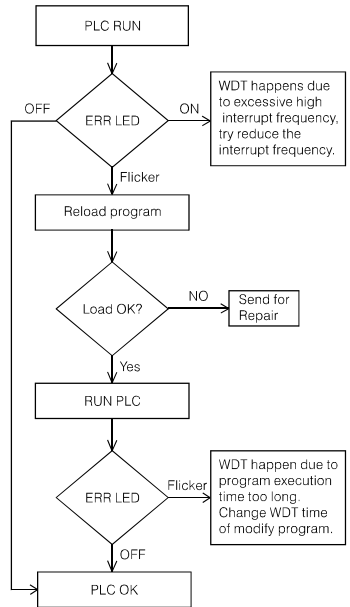 PLC RUN
OFF
ERR LED
ON
WDT happens due
to excessive high
interrupt frequency,
try reduce the
interrupt frequency.
Flicker
Reload program
Load OK?
NO
Send for
Repair
Yes
RUN PLC
ERR LED
Flicker
WDT happen due to
program execution
time too long.
Change WDT time
of modify program.
OFF
PLC OK